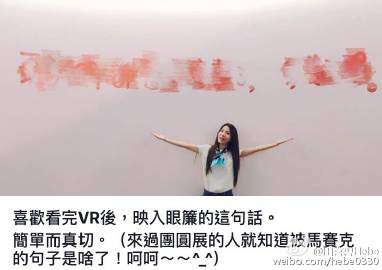 喜歡看完VR後，映入眼簾的這句話。
簡單而真切。（來過團圓展的人就知道被馬賽克
的句子是啥了！呵呵～～^_^）
weibo.com/hebe0330